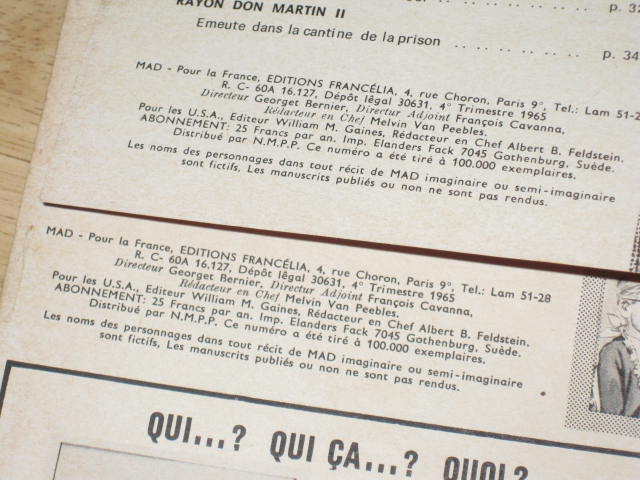 RAYON DON MARTIN II
p. 32
Emeute dans la cantine de la prison .................. p. 34
MAD - Pour la France, EDITIONS FRANCÉLIA, 4, rue Choron, Paris 9°, Tel.: Lam 51-2
R. C- 60A 16.127, Dépôt légal 30631, 4° Trimestre 1965
Directeur Georget Bernier, Directur Adjoint François Cavanna,
Rédacteur en Chef Melvin Van Peebles.
Pour les U.S.A., Editeur William M. Gaines, Rédacteur en Chef Albert B. Feldstein.
ABONNEMENT: 25 Francs par an. Imp. Elanders Fack 7045 Gothenburg, Suède.
Distribué par N.M.P.P. Ce numéro a été tiré à 100.000 exemplaires.
Les noms des personnages dans tout récit de MAD imaginaire ou semi-imaginaire
sont fictifs, Les manuscrits publiés ou non ne sont pas rendus.
MAD - Pour la France, EDITIONS FRANCÉLIA, 4, rue Choron, Paris 9°, Tel.: Lam 51-28
R. C- 60A 16.127, Dépôt légal 30631, 4° Trimestre 1965
Directeur Georget Bernier, Directur Adjoint François Cavanna,
Rédacteur en Chef Melvin Van Peebles.
Pour les U.S.A., Editeur William M. Gaines, Rédacteur en Chef Albert B. Feldstein.
ABONNEMENT: 25 Francs par an. Imp. Elanders Fack 7045 Gothenburg, Suède.
Distribué par N.M.P.P. Ce numéro a été tiré à 100.000 exemplaires.
Les noms des personnages dans tout récit de MAD imaginaire ou semi-imaginaire
sont fictifs, Les manuscrits publiés ou non ne sont pas rendus.
QUI...? QUI ÇA...? QUOI?